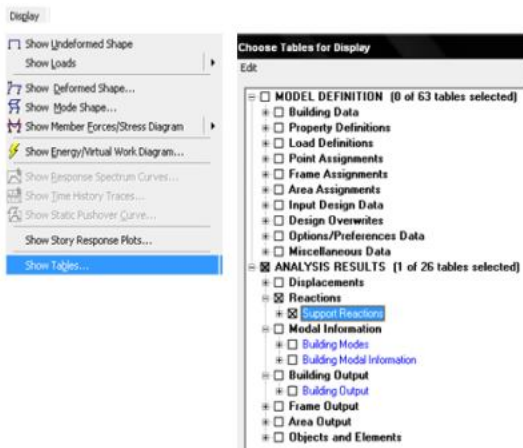 Display
Show Undeformed Shape
Show Loads
Show Deformed Shape...
Show Mode Shape...
Show Member Forces/Stress Diagram
Show Energy/Virtual Work Diagram...
Show Response Spectrum Curves...
Show Time History Traces...
Show Static Pushover Curve...
Show Story Response Plots...
Show Tables...
Choose Tables for Display
Edit
MODEL DEFINITION (0 of 63 tables selected)
Building Data
Property Definitions
Load Definitions
Point Assignments
Frame Assignments
Area Assignments
Input Design Data
Design Overwrites
Options/Preferences Data
Miscellaneous Data
ANALYSIS RESULTS (1 of 26 tables selected)
Displacements
Reactions
Support Reactions
Modal Information
Building Modes
Building Modal Information
Building Output
Building Output
Frame Output
Area Output
Objects and Elements